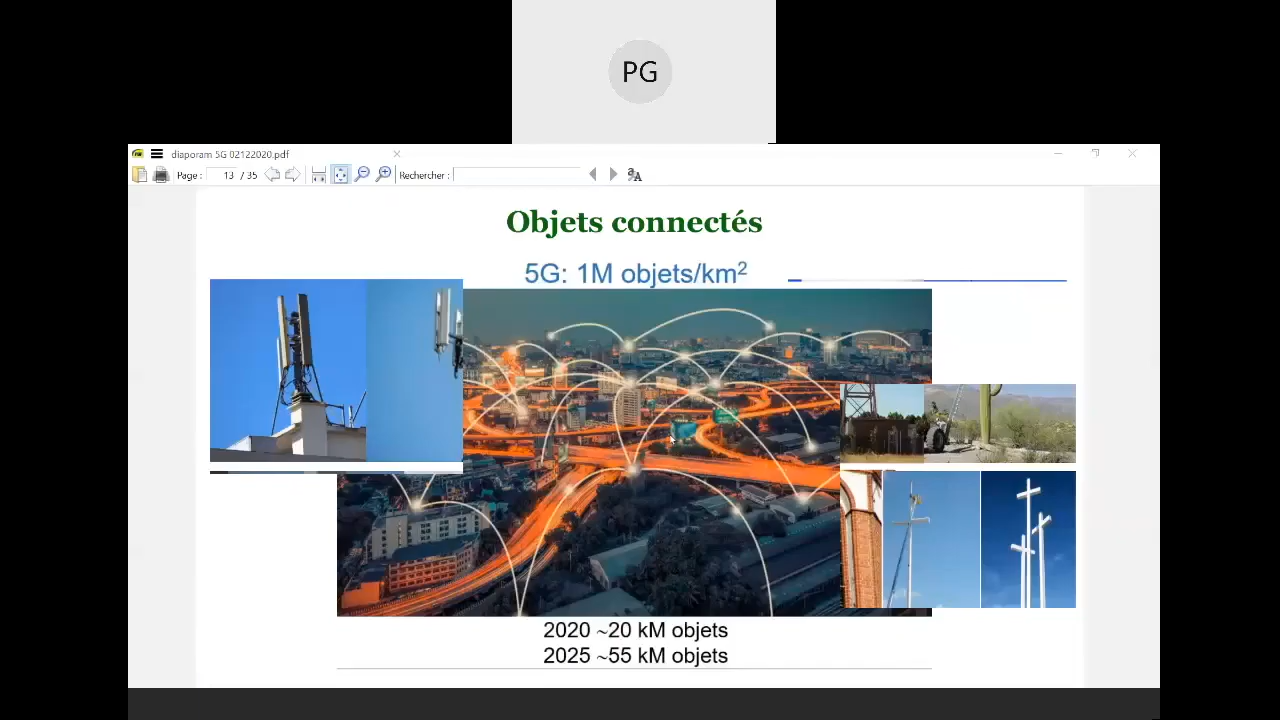 PG
diaporam 5G 02122020.pdf
Page : 13 / 35 Rechercher :
Objets connectés
5G: 1M objets/km²
2020 ~20 kM objets
2025 ~55 kM objets